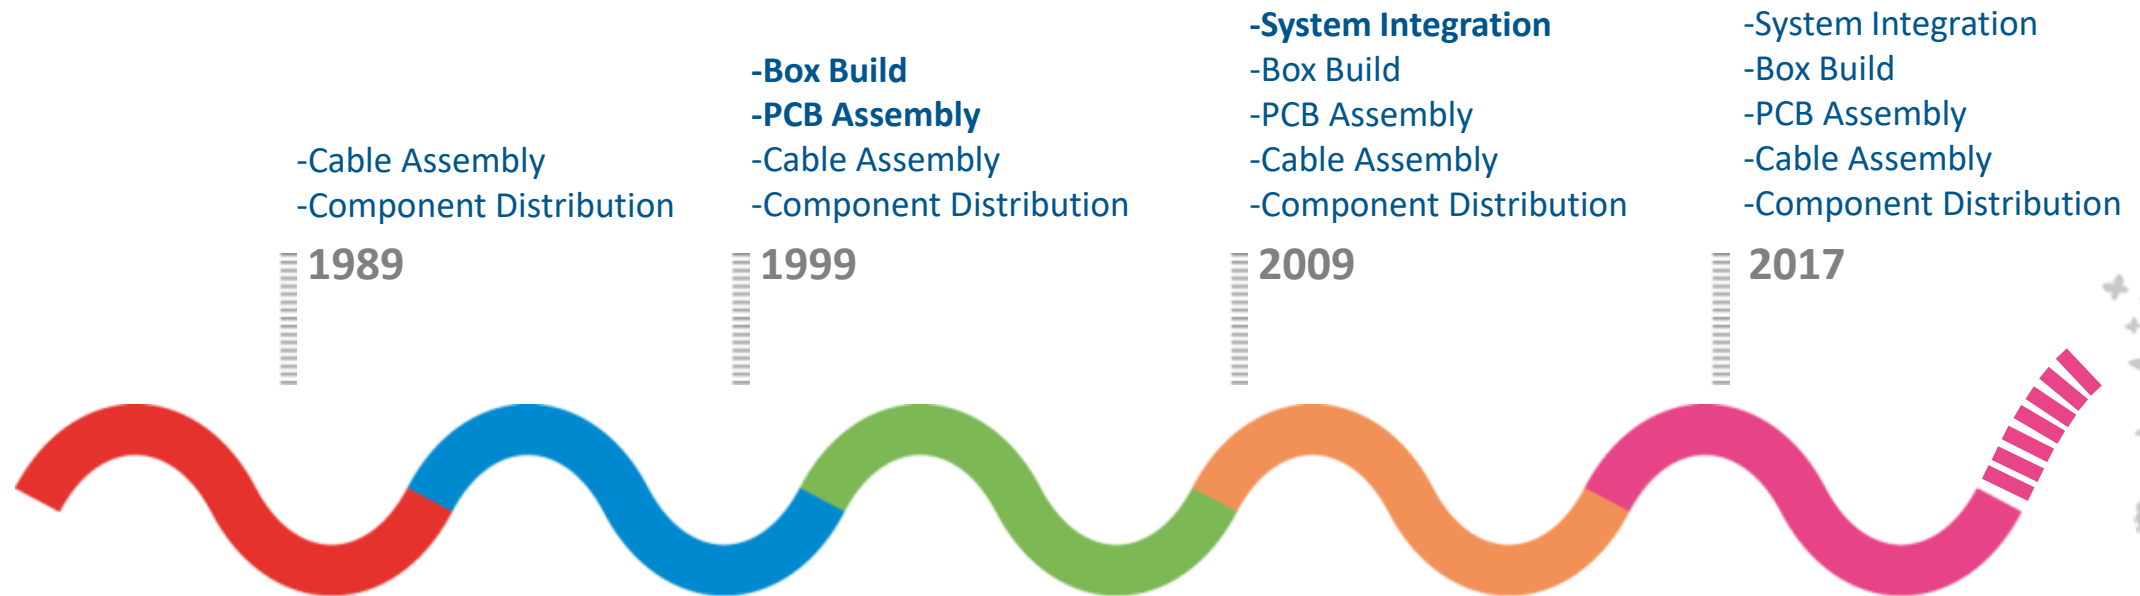 -Cable Assembly
-Component Distribution
1989
-Box Build
-PCB Assembly
-Cable Assembly
-Component Distribution
1999
-System Integration
-Box Build
-PCB Assembly
-Cable Assembly
-Component Distribution
2009
-System Integration
-Box Build
-PCB Assembly
-Cable Assembly
-Component Distribution
2017